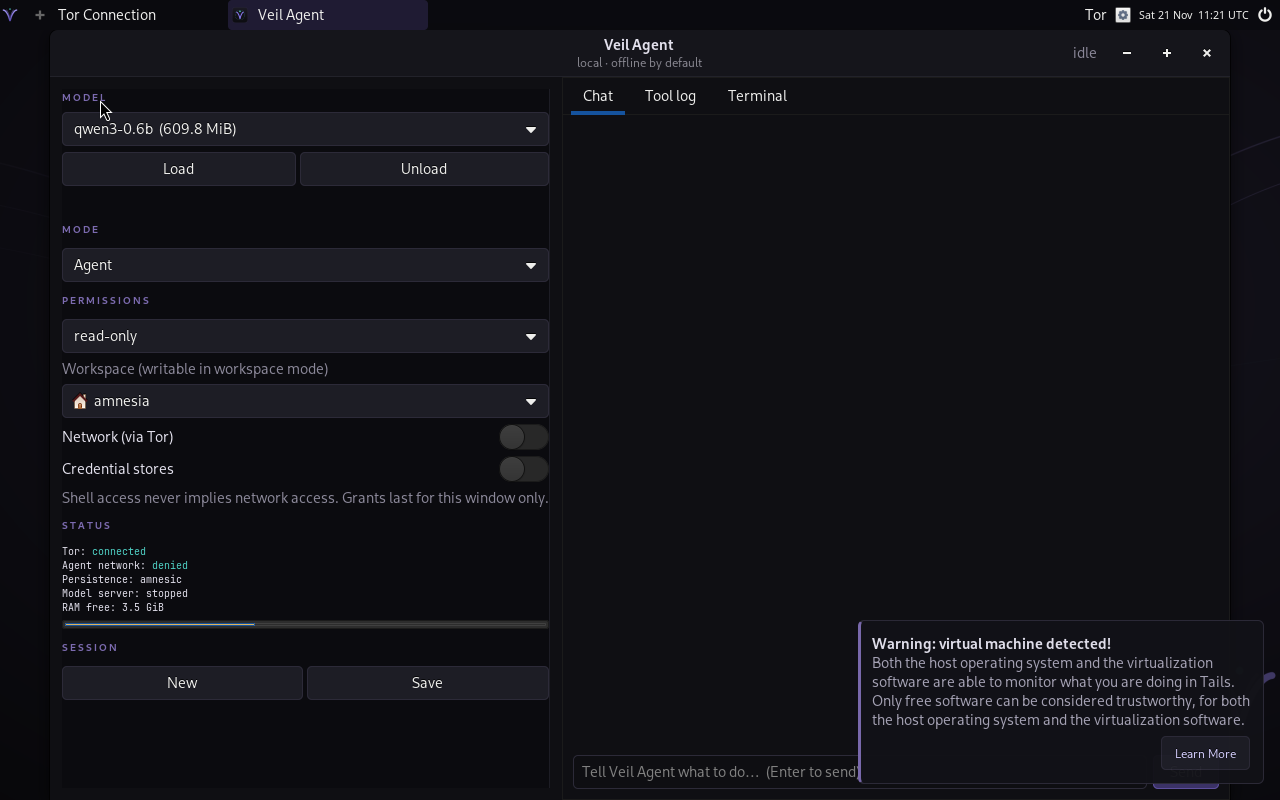 Tor Connection
Veil Agent
Tor
Sat 21 Nov 11:21 UTC
Veil Agent
local · offline by default
idle
MODEL
qwen3-0.6b (609.8 MiB)
Load
Unload
MODE
Agent
PERMISSIONS
read-only
Workspace (writable in workspace mode)
amnesia
Network (via Tor)
Credential stores
Shell access never implies network access. Grants last for this window only.
STATUS
Tor: connected
Agent network: denied
Persistence: amnesic
Model server: stopped
RAM free: 3.5 GiB
SESSION
New
Save
Chat
Tool log
Terminal
Tell Veil Agent what to do... (Enter to send)
Warning: virtual machine detected!
Both the host operating system and the virtualization
software are able to monitor what you are doing in Tails.
Only free software can be considered trustworthy, for both
the host operating system and the virtualization software.
Learn More